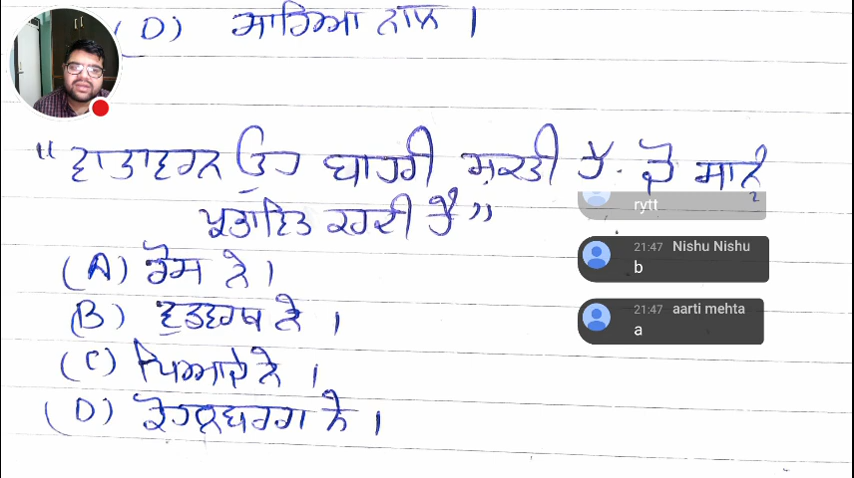 (D) ਸਾਰਿਆ ਨਾਲ ।
“ ਵਾਤਾਵਰਨ ਉਹ ਬਾਹਰੀ ਸ਼ਕਤੀ ਹੈ ਜੋ ਸਾਨੂੰ
ਪ੍ਰਭਾਵਿਤ ਕਰਦੀ ਹੈ”
rytt
(A) ਰੌਸ ਨੇ ।
21:47 Nishu Nishu
b
(B) ਵੁਡਵਰਥ ਨੇ ।
21:47 aarti mehta
a
(C) ਪਿਆਜੇ ਨੇ ।
(D) ਕੋਹਲਬਰਗ ਨੇ ।